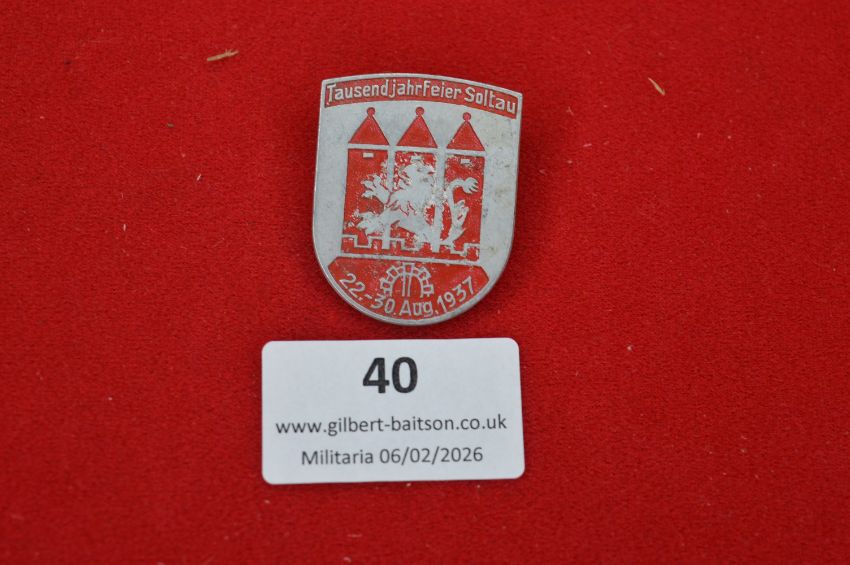 Tausendjahrfeier Soltau
22.-30. Aug. 1937
40
www.gilbert-baitson.co.uk
Militaria 06/02/2026